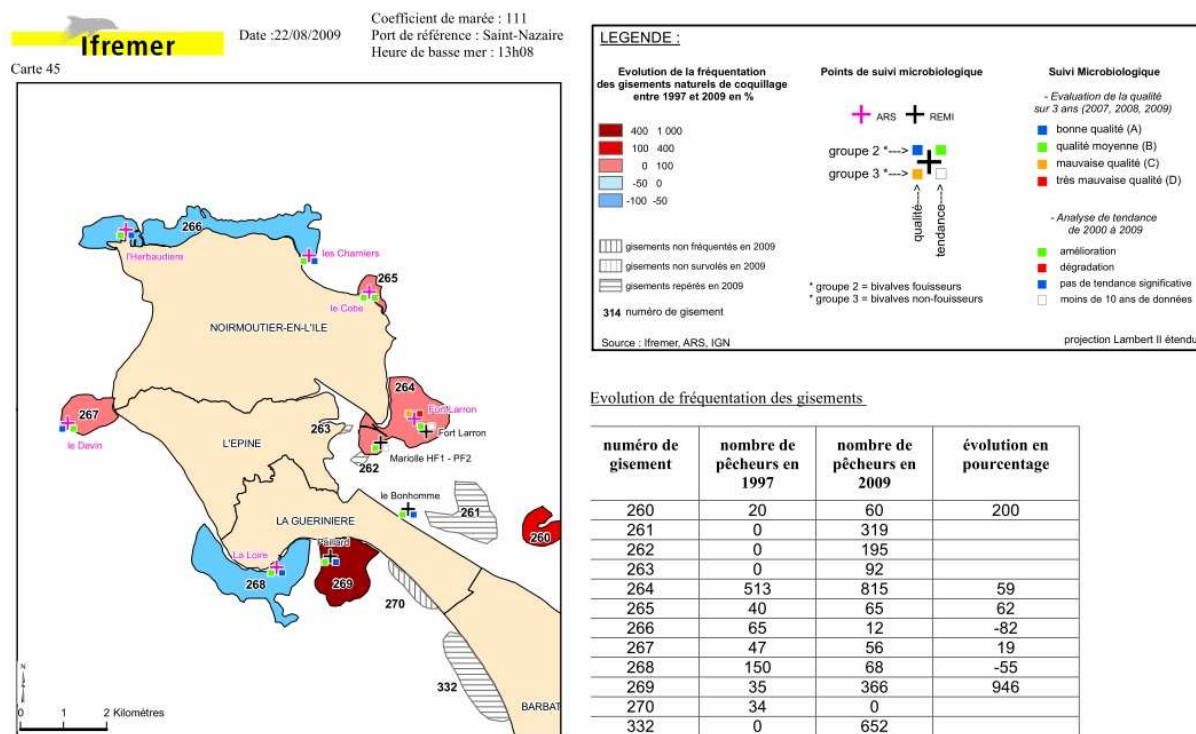 Ifremer
Date :22/08/2009
Coefficient de marée : 111
Port de référence : Saint-Nazaire
Heure de basse mer : 13h08
Carte 45
266
l'Herbaudiere
les Charniers
265
le Cobe
NOIRMOUTIER-EN-L'ILE
264
Fort Larron
267
le Devin
263
Fort Larron
L'EPINE
262
Mariolle HF1 - PF2
le Bonhomme
261
LA GUERINIERE
260
Paillard
La Loire
268
269
270
332
BARBAT
N
0 1 2 Kilomètres
LEGENDE :
Evolution de la fréquentation
des gisements naturels de coquillage
entre 1997 et 2009 en %
400 1 000
100 400
0 100
-50 0
-100 -50
gisements non fréquentés en 2009
gisements non survolés en 2009
gisements repérés en 2009
314 numéro de gisement
Source : Ifremer, ARS, IGN
Points de suivi microbiologique
ARS REMI
groupe 2 *--->
groupe 3 *--->
qualité--->
tendance--->
* groupe 2 = bivalves fouisseurs
* groupe 3 = bivalves non-fouisseurs
Suivi Microbiologique
- Evaluation de la qualité
sur 3 ans (2007, 2008, 2009)
bonne qualité (A)
qualité moyenne (B)
mauvaise qualité (C)
très mauvaise qualité (D)
- Analyse de tendance
de 2000 à 2009
amélioration
dégradation
pas de tendance significative
moins de 10 ans de données
projection Lambert II étendu
Evolution de fréquentation des gisements
numéro de gisement nombre de pêcheurs en 1997 nombre de pêcheurs en 2009 évolution en pourcentage
260 20 60 200
261 0 319
262 0 195
263 0 92
264 513 815 59
265 40 65 62
266 65 12 -82
267 47 56 19
268 150 68 -55
269 35 366 946
270 34 0
332 0 652